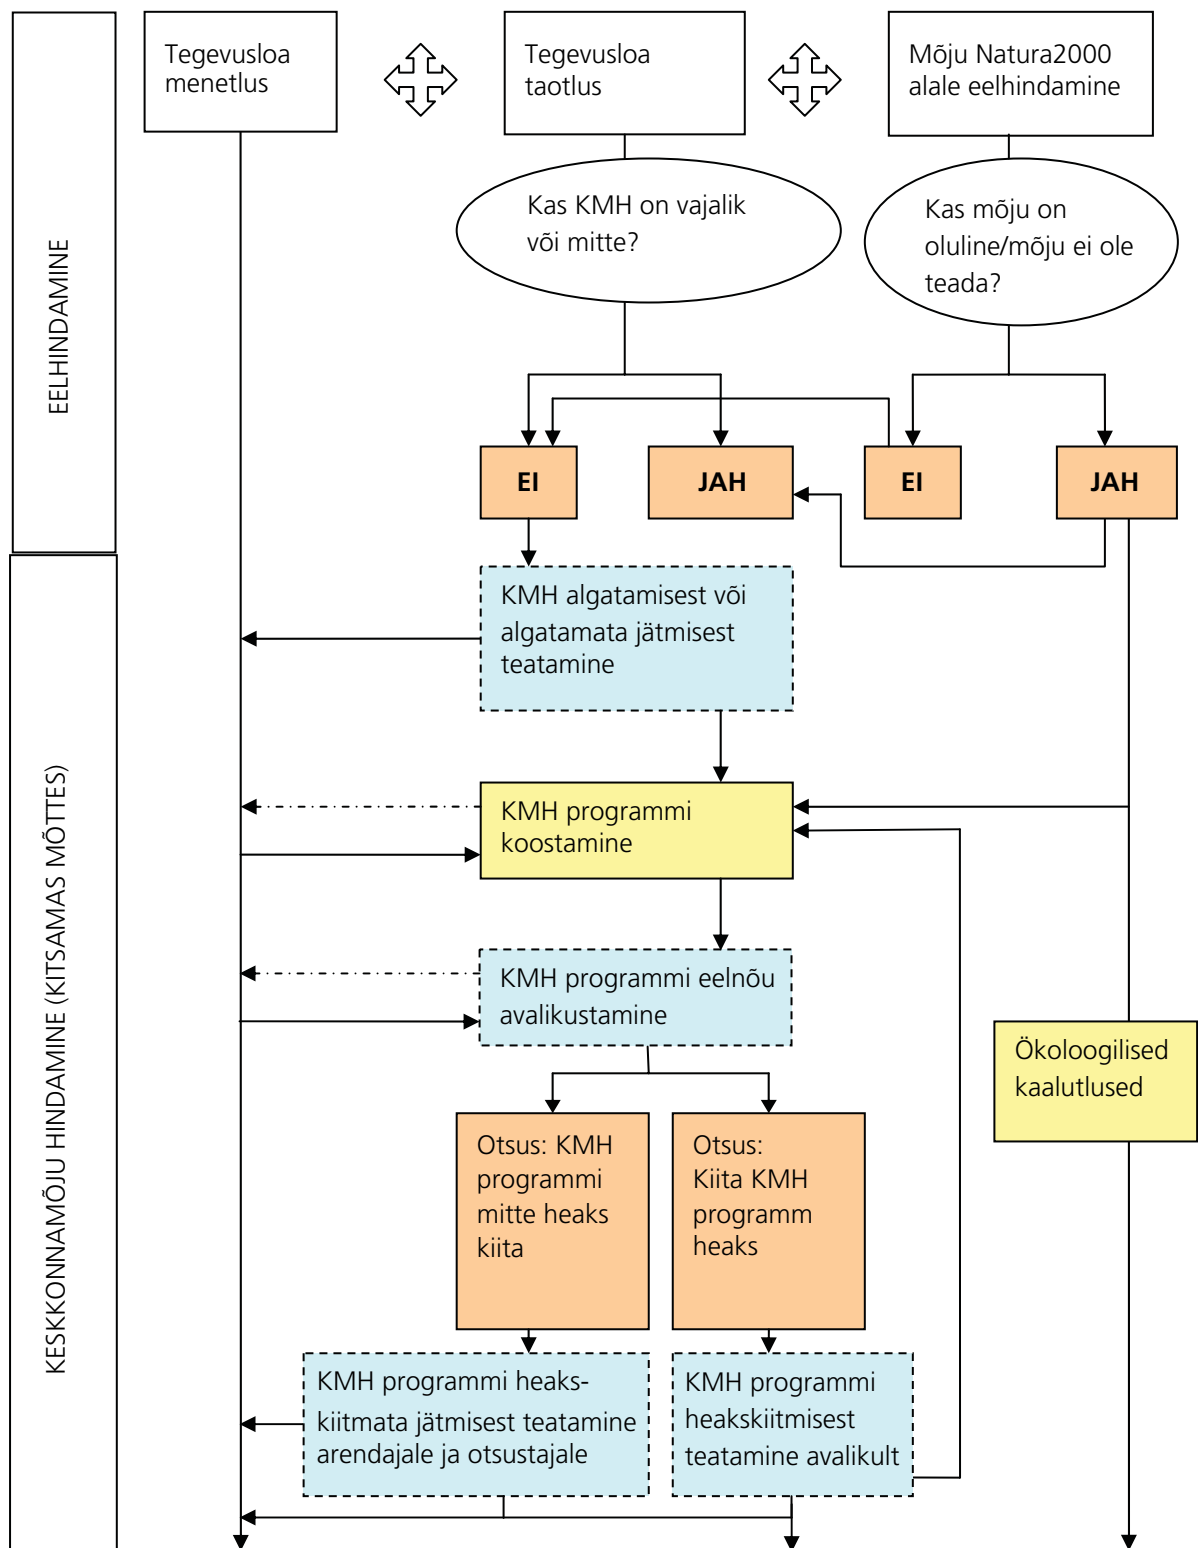 Tegevusloa
menetlus
Tegevusloa
taotlus
Mõju Natura2000
alale eelhindamine
EELHINDAMINE
Kas KMH on vajalik
või mitte?
Kas mõju on
oluline/mõju ei ole
teada?
EI
JAH
EI
JAH
KESKKONNAMÕJU HINDAMINE (KITSAMAS MÕTTES)
KMH algatamisest või
algatamata jätmisest
teatamine
KMH programmi
koostamine
KMH programmi eelnõu
avalikustamine
Ökoloogilised
kaalutlused
Otsus: KMH
programmi
mitte heaks
kiita
Otsus:
Kiita KMH
programm
heaks
KMH programmi heaks-
kiitmata jätmisest teatamine
arendajale ja otsustajale
KMH programmi
heakskiitmisest
teatamine avalikult